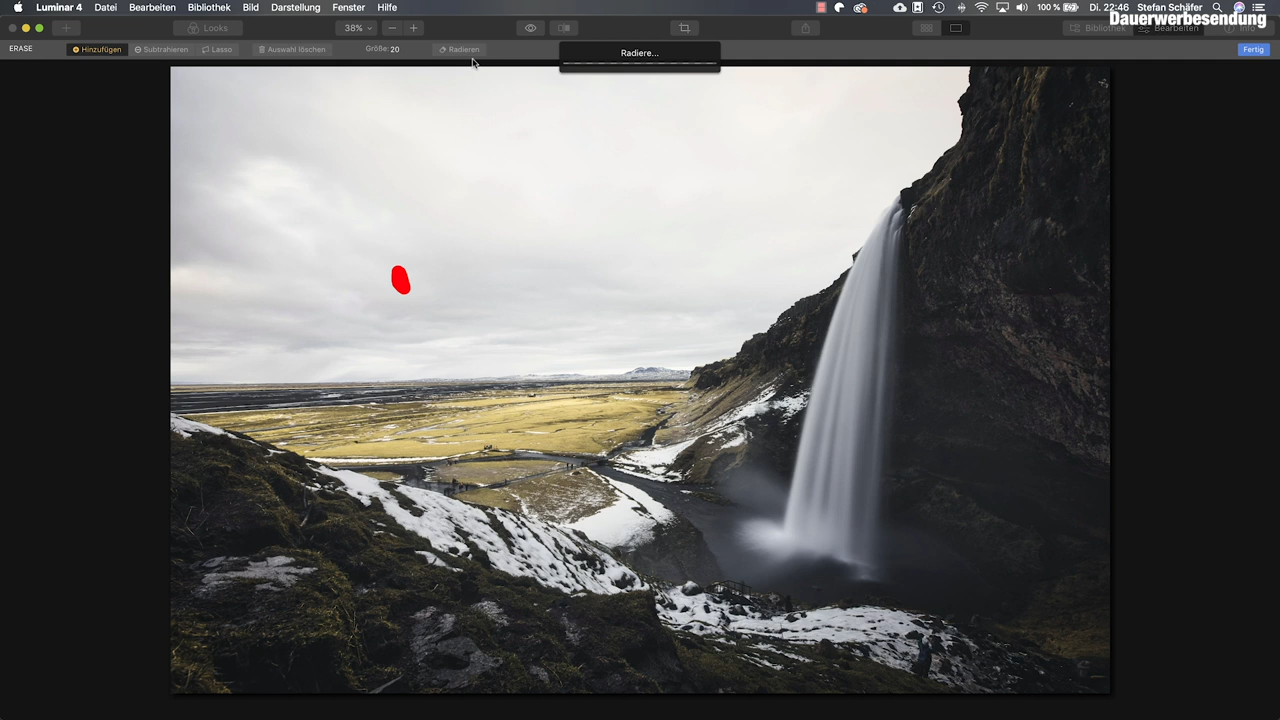 Luminar 4 Datei Bearbeiten Bibliothek Bild Darstellung Fenster Hilfe 100 % Di. 22:46 Stefan Schäfer
Dauerwerbesendung
Looks 38% Bibliothek Bearbeiten Info
ERASE Hinzufügen Subtrahieren Lasso Auswahl löschen Größe: 20 Radieren Radiere... Fertig